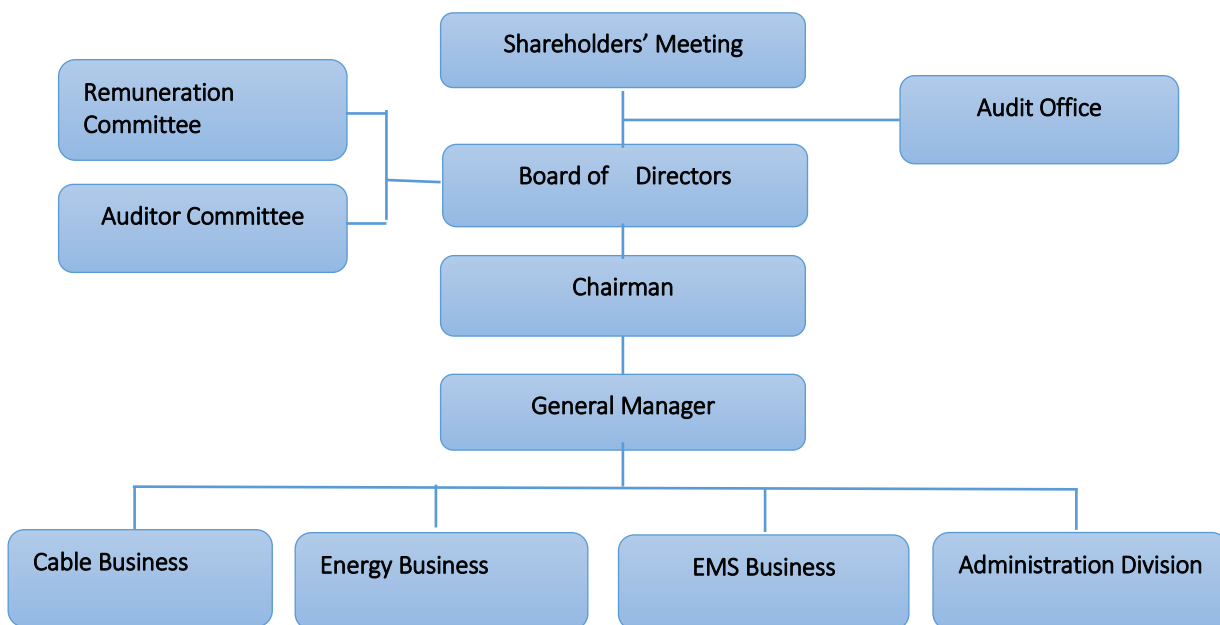 Shareholders’ Meeting
Remuneration
Committee
Audit Office
Board of Directors
Auditor Committee
Chairman
General Manager
Cable Business
Energy Business
EMS Business
Administration Division